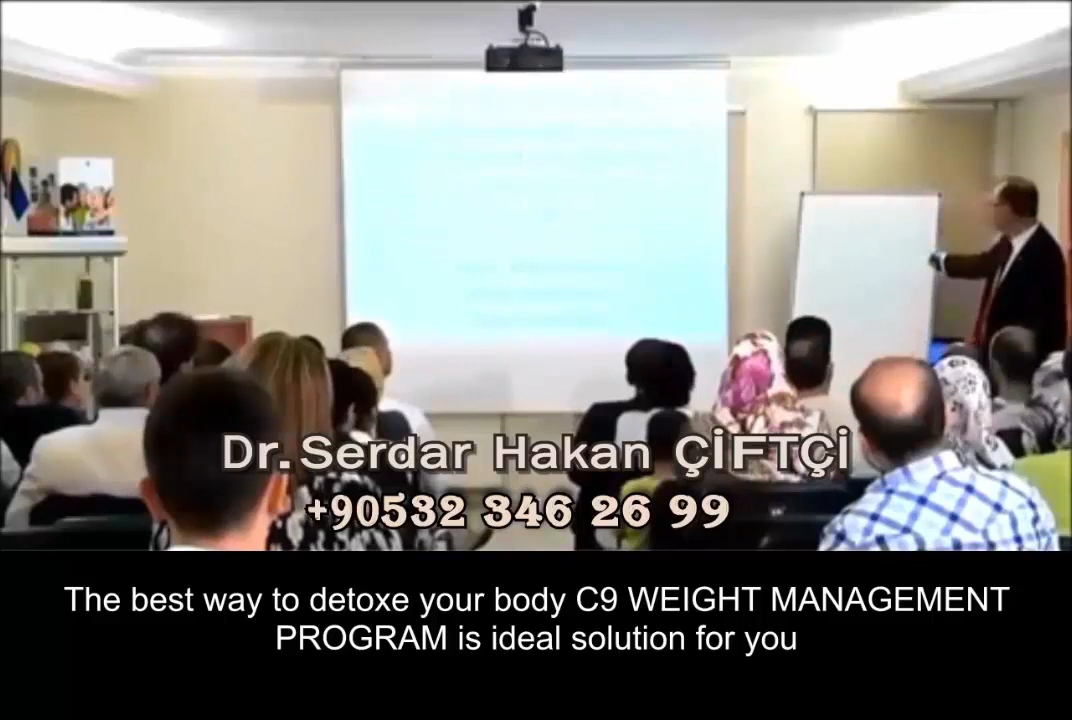 Dr. Serdar Hakan ÇİFTÇİ
+90532 346 26 99
The best way to detoxe your body C9 WEIGHT MANAGEMENT
PROGRAM is ideal solution for you